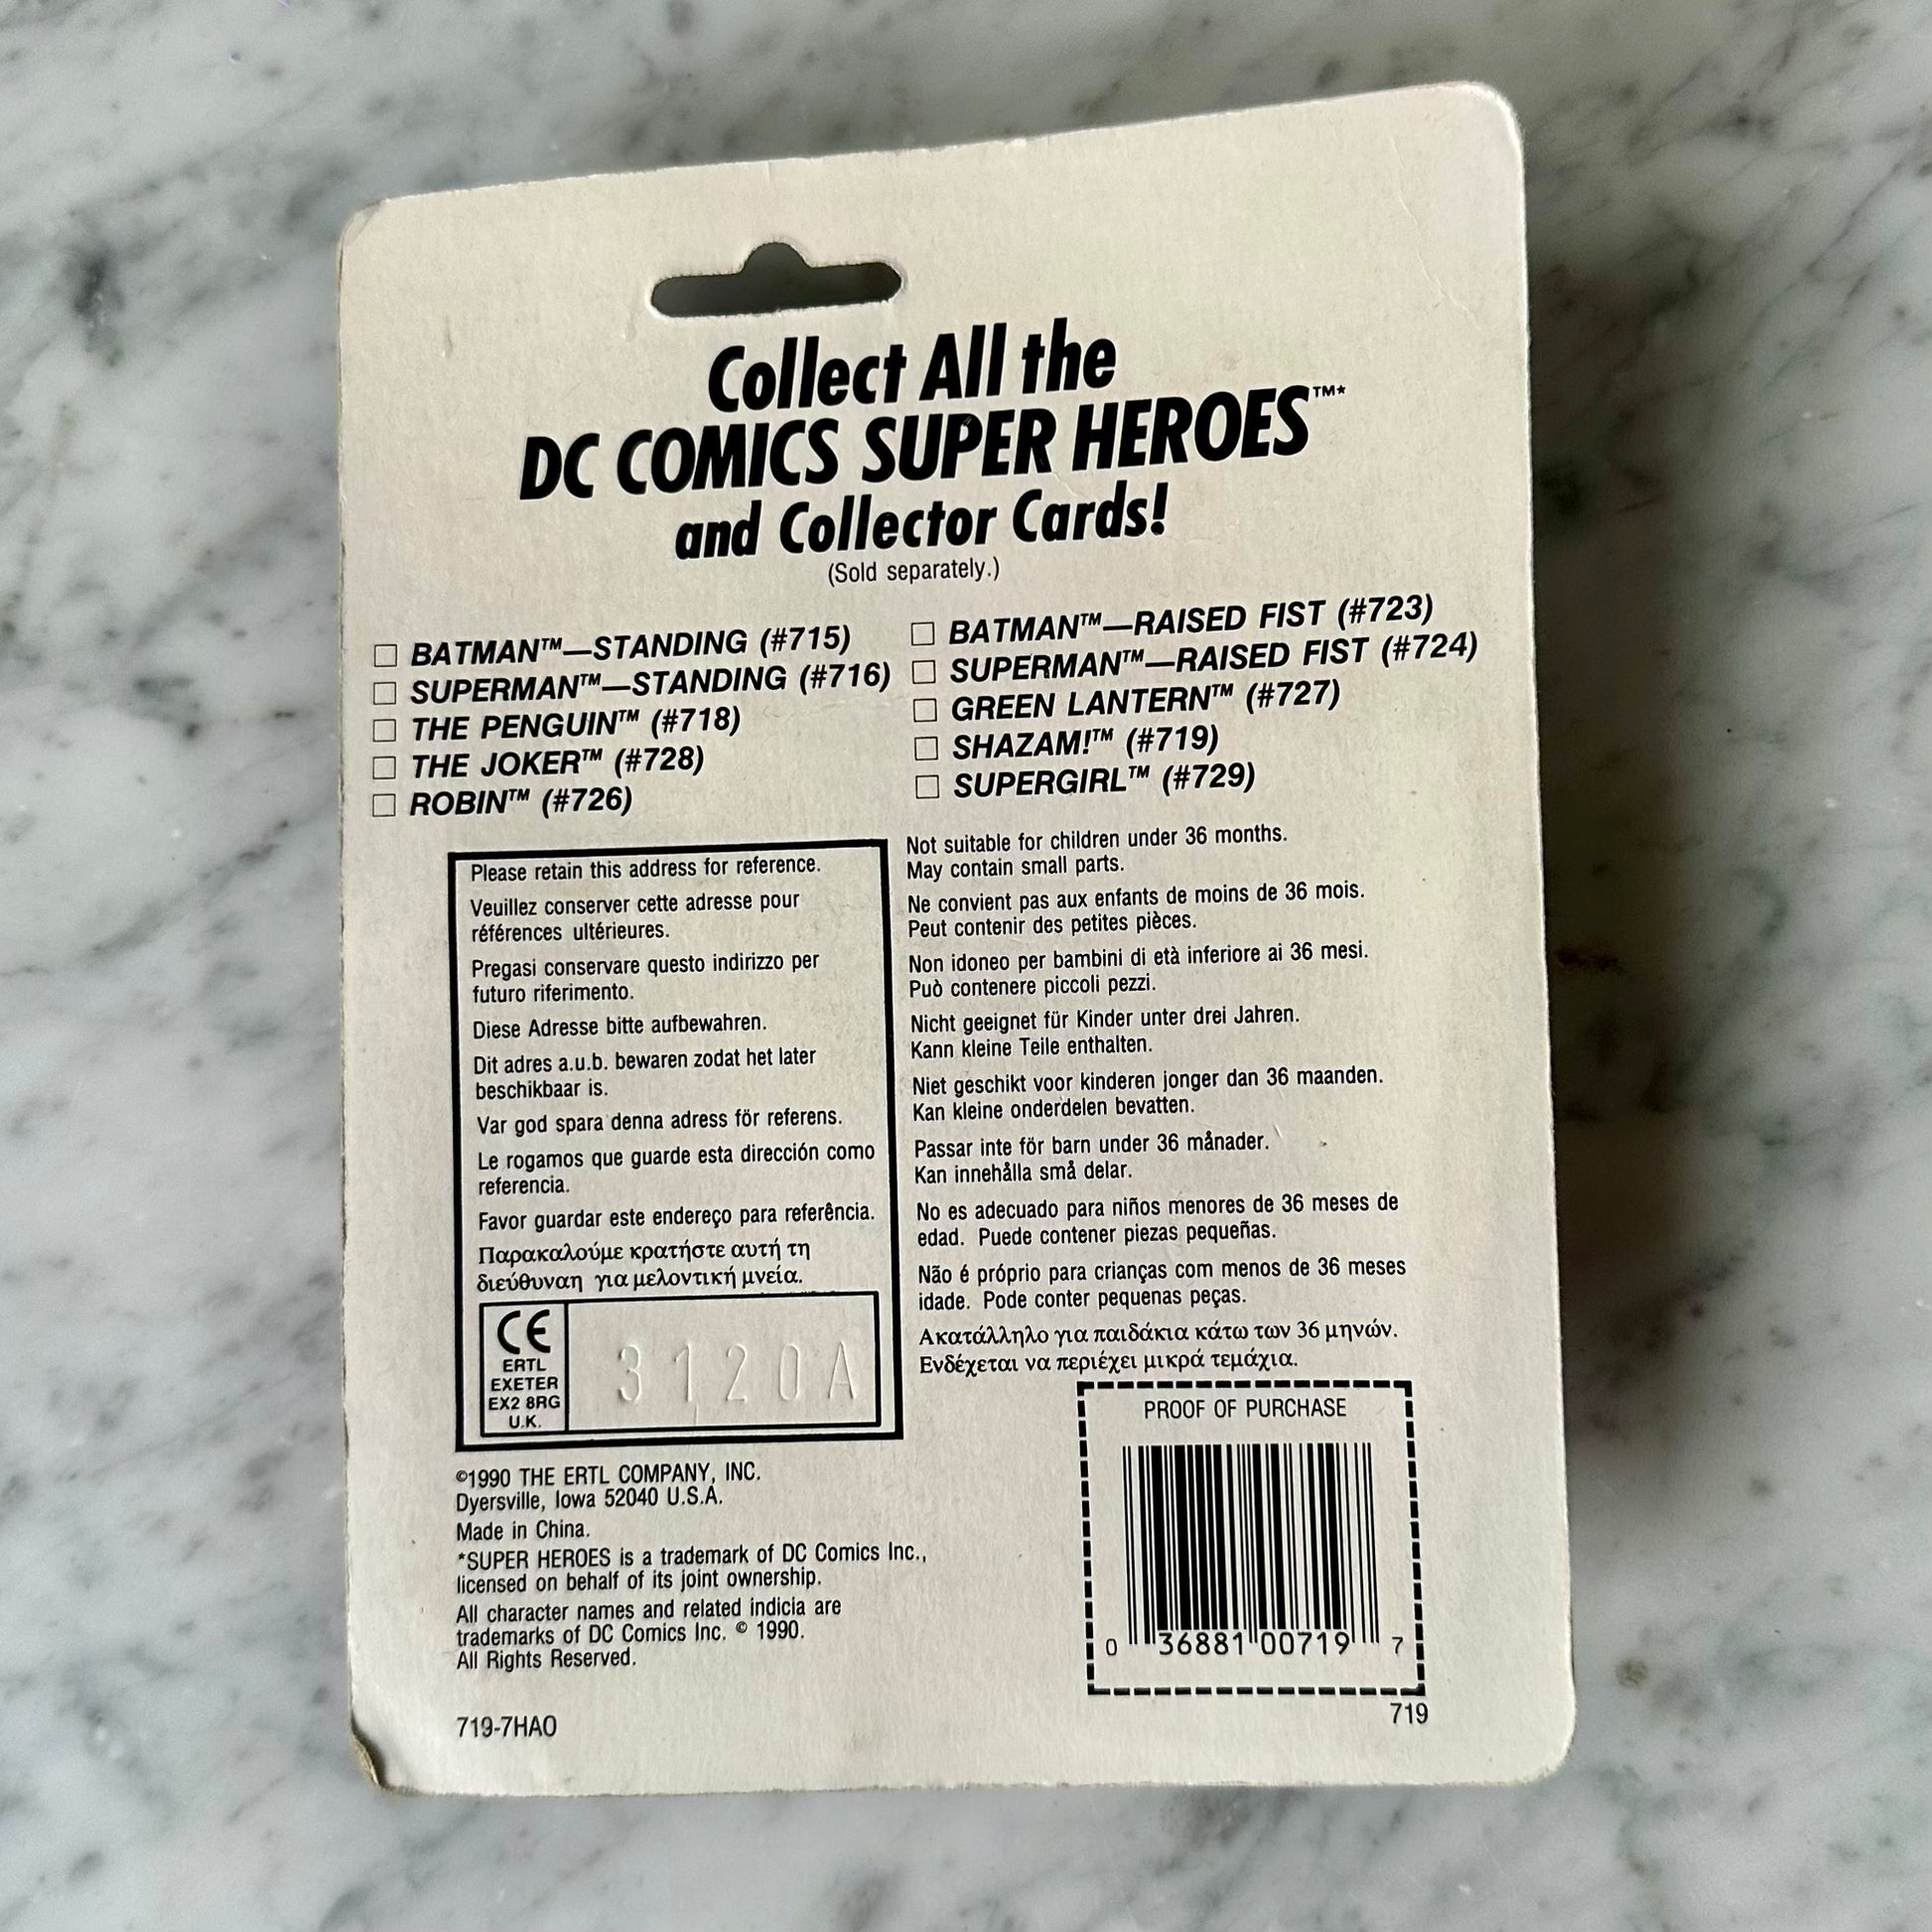 Collect All the
DC COMICS SUPER HEROES™*
and Collector Cards!
(Sold separately.)
☐ BATMAN™—STANDING (#715)
☐ SUPERMAN™—STANDING (#716)
☐ THE PENGUIN™ (#718)
☐ THE JOKER™ (#728)
☐ ROBIN™ (#726)
☐ BATMAN™—RAISED FIST (#723)
☐ SUPERMAN™—RAISED FIST (#724)
☐ GREEN LANTERN™ (#727)
☐ SHAZAM!™ (#719)
☐ SUPERGIRL™ (#729)
Please retain this address for reference.
Veuillez conserver cette adresse pour
références ultérieures.
Pregasi conservare questo indirizzo per
futuro riferimento.
Diese Adresse bitte aufbewahren.
Dit adres a.u.b. bewaren zodat het later
beschikbaar is.
Var god spara denna adress för referens.
Le rogamos que guarde esta dirección como
referencia.
Favor guardar este endereço para referência.
Παρακαλούμε κρατήστε αυτή τη
διεύθυναη για μελοντική μνεία.
CE
ERTL
EXETER
EX2 8RG
U.K.
3120A
Not suitable for children under 36 months.
May contain small parts.
Ne convient pas aux enfants de moins de 36 mois.
Peut contenir des petites pièces.
Non idoneo per bambini di età inferiore ai 36 mesi.
Può contenere piccoli pezzi.
Nicht geeignet für Kinder unter drei Jahren.
Kann kleine Teile enthalten.
Niet geschikt voor kinderen jonger dan 36 maanden.
Kan kleine onderdelen bevatten.
Passar inte för barn under 36 månader.
Kan innehålla små delar.
No es adecuado para niños menores de 36 meses de
edad. Puede contener piezas pequeñas.
Não é próprio para crianças com menos de 36 meses
idade. Pode conter pequenas peças.
Ακατάλληλο για παιδάκια κάτω των 36 μηνών.
Ενδέχεται να περιέχει μικρά τεμάχια.
©1990 THE ERTL COMPANY, INC.
Dyersville, Iowa 52040 U.S.A.
Made in China.
*SUPER HEROES is a trademark of DC Comics Inc.,
licensed on behalf of its joint ownership.
All character names and related indicia are
trademarks of DC Comics Inc. © 1990.
All Rights Reserved.
719-7HAO
PROOF OF PURCHASE
0 36881 00719 7
719